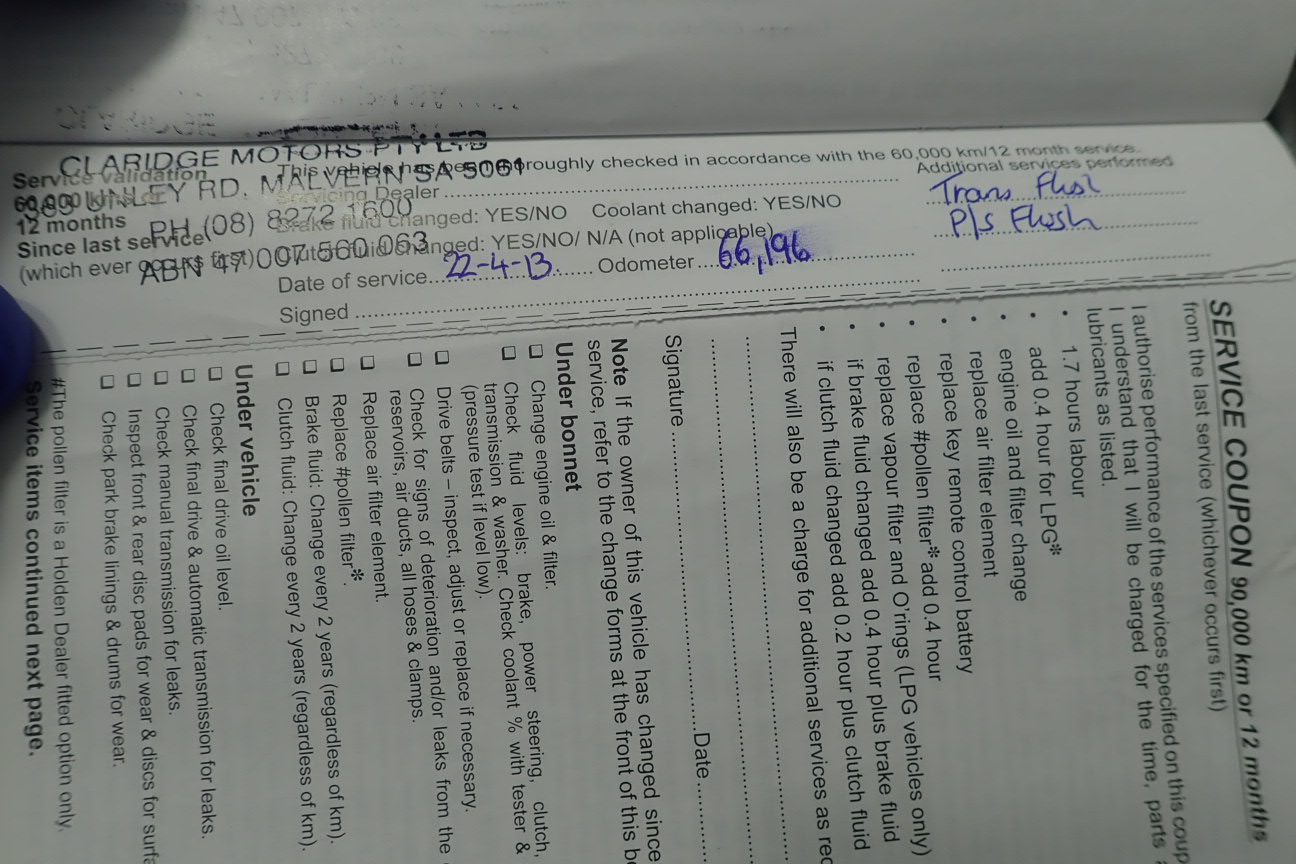 CLARIDGE MOTORS PTY LTD
UNLEY RD. MALVERN SA 5061
PH (08) 8272 1600
ABN 47 007 560 063
Service validation
12 months
Since last service
(which ever occurs first)
This vehicle has been thoroughly checked in accordance with the 60,000 km/12 month service.
Servicing Dealer
Brake fluid changed: YES/NO Coolant changed: YES/NO
Clutch fluid changed: YES/NO/ N/A (not applicable)
Date of service 22-4-13 Odometer 66,196
Signed
Additional services performed
Trans Flush
P/s Flush
SERVICE COUPON 90,000 km or 12 months
from the last service (whichever occurs first)
I authorise performance of the services specified on this coup
I understand that I will be charged for the time, parts
lubricants as listed.
• 1.7 hours labour
• add 0.4 hour for LPG*
• engine oil and filter change
• replace air filter element
• replace key remote control battery
• replace #pollen filter* add 0.4 hour
• replace vapour filter and O'rings (LPG vehicles only)
• if brake fluid changed add 0.4 hour plus brake fluid
• if clutch fluid changed add 0.2 hour plus clutch fluid
There will also be a charge for additional services as rec
Signature Date
Note If the owner of this vehicle has changed since
service, refer to the change forms at the front of this bo
Under bonnet
❏ Change engine oil & filter.
❏ Check fluid levels: brake, power steering, clutch,
transmission & washer. Check coolant % with tester &
(pressure test if level low).
❏ Drive belts – inspect, adjust or replace if necessary.
❏ Check for signs of deterioration and/or leaks from the
reservoirs, air ducts, all hoses & clamps.
❏ Replace air filter element.
❏ Replace #pollen filter*.
❏ Brake fluid: Change every 2 years (regardless of km).
❏ Clutch fluid: Change every 2 years (regardless of km).
Under vehicle
❏ Check final drive oil level.
❏ Check final drive & automatic transmission for leaks.
❏ Check manual transmission for leaks.
❏ Inspect front & rear disc pads for wear & discs for surfa
❏ Check park brake linings & drums for wear.
#The pollen filter is a Holden Dealer fitted option only.
Service items continued next page.